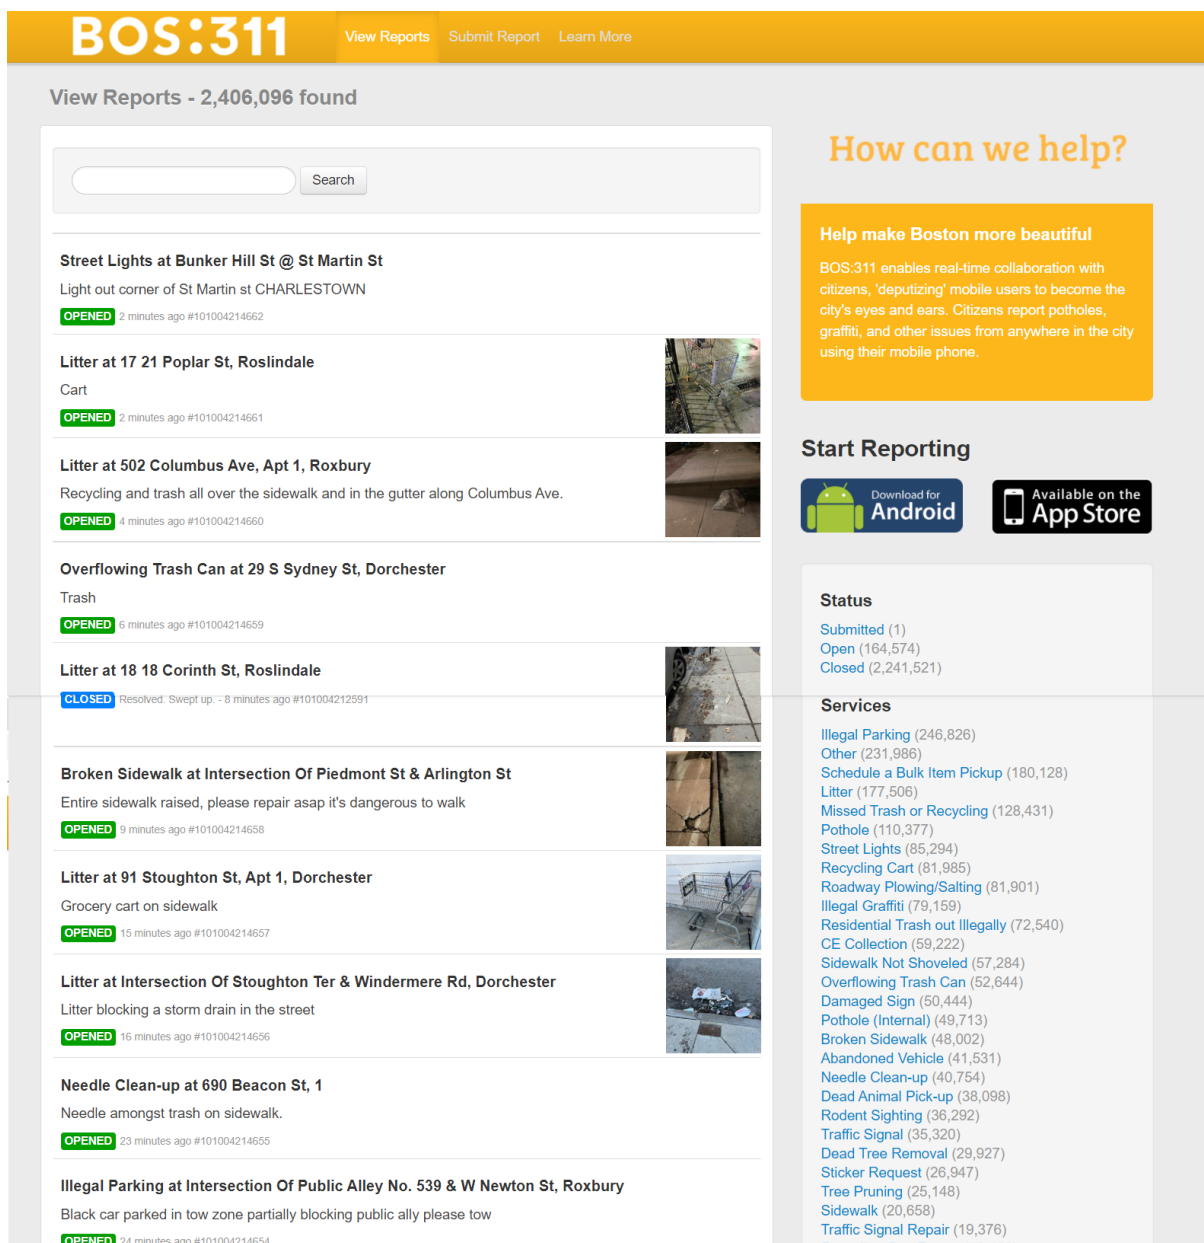 BOS:311
View Reports Submit Report Learn More
View Reports - 2,406,096 found
Search
Street Lights at Bunker Hill St @ St Martin St
Light out corner of St Martin st CHARLESTOWN
OPENED 2 minutes ago #101004214662
Litter at 17 21 Poplar St, Roslindale
Cart
OPENED 2 minutes ago #101004214661
Litter at 502 Columbus Ave, Apt 1, Roxbury
Recycling and trash all over the sidewalk and in the gutter along Columbus Ave.
OPENED 4 minutes ago #101004214660
Overflowing Trash Can at 29 S Sydney St, Dorchester
Trash
OPENED 6 minutes ago #101004214659
Litter at 18 18 Corinth St, Roslindale
CLOSED Resolved. Swept up. - 8 minutes ago #101004212591
Broken Sidewalk at Intersection Of Piedmont St & Arlington St
Entire sidewalk raised, please repair asap it's dangerous to walk
OPENED 9 minutes ago #101004214658
Litter at 91 Stoughton St, Apt 1, Dorchester
Grocery cart on sidewalk
OPENED 15 minutes ago #101004214657
Litter at Intersection Of Stoughton Ter & Windermere Rd, Dorchester
Litter blocking a storm drain in the street
OPENED 16 minutes ago #101004214656
Needle Clean-up at 690 Beacon St, 1
Needle amongst trash on sidewalk.
OPENED 23 minutes ago #101004214655
Illegal Parking at Intersection Of Public Alley No. 539 & W Newton St, Roxbury
Black car parked in tow zone partially blocking public ally please tow
OPENED 24 minutes ago #101004214654
How can we help?
Help make Boston more beautiful
BOS:311 enables real-time collaboration with
citizens, 'deputizing' mobile users to become the
city's eyes and ears. Citizens report potholes,
graffiti, and other issues from anywhere in the city
using their mobile phone.
Start Reporting
Download for
Android
Available on the
App Store
Status
Submitted (1)
Open (164,574)
Closed (2,241,521)
Services
Illegal Parking (246,826)
Other (231,986)
Schedule a Bulk Item Pickup (180,128)
Litter (177,506)
Missed Trash or Recycling (128,431)
Pothole (110,377)
Street Lights (85,294)
Recycling Cart (81,985)
Roadway Plowing/Salting (81,901)
Illegal Graffiti (79,159)
Residential Trash out Illegally (72,540)
CE Collection (59,222)
Sidewalk Not Shoveled (57,284)
Overflowing Trash Can (52,644)
Damaged Sign (50,444)
Pothole (Internal) (49,713)
Broken Sidewalk (48,002)
Abandoned Vehicle (41,531)
Needle Clean-up (40,754)
Dead Animal Pick-up (38,098)
Rodent Sighting (36,292)
Traffic Signal (35,320)
Dead Tree Removal (29,927)
Sticker Request (26,947)
Tree Pruning (25,148)
Sidewalk (20,658)
Traffic Signal Repair (19,376)